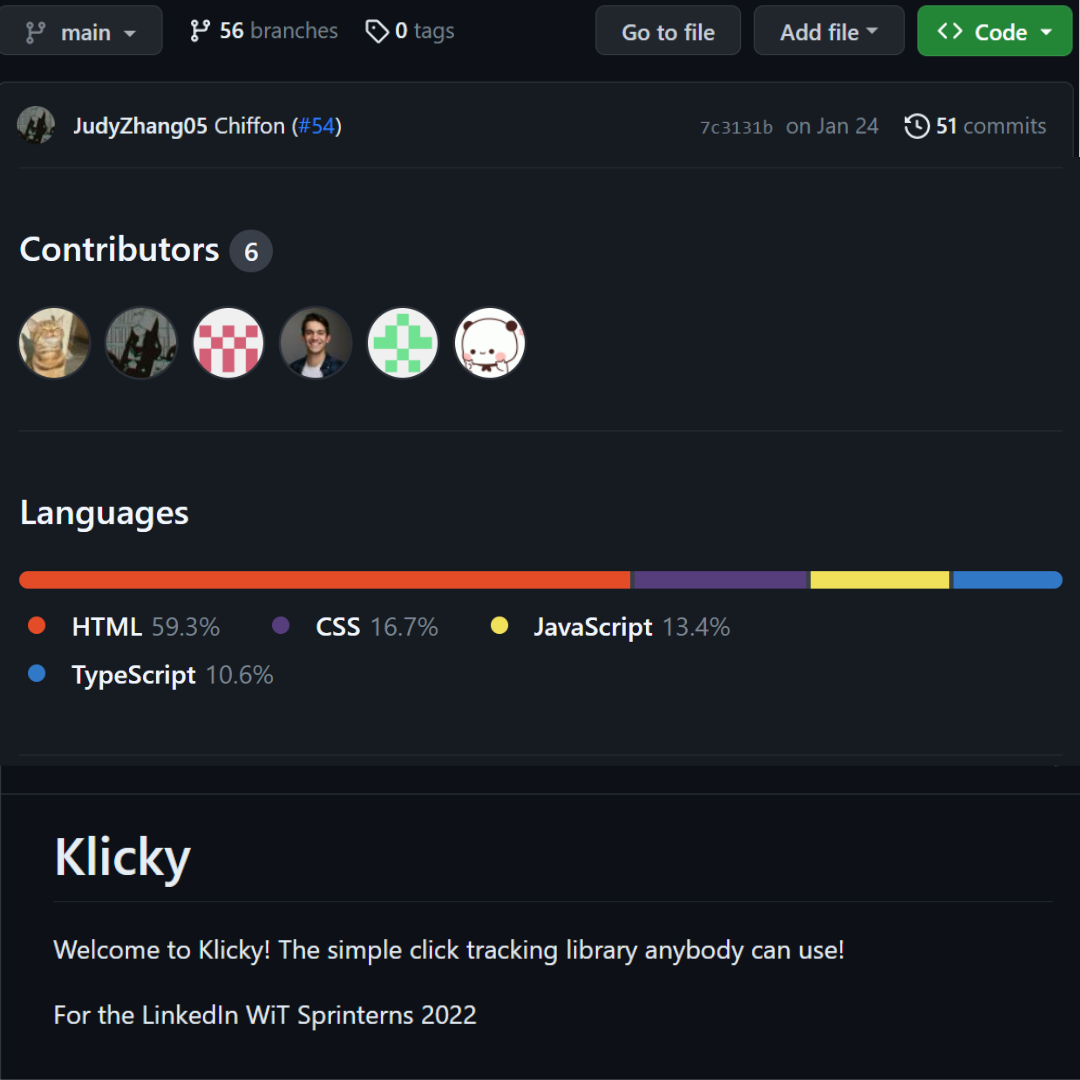 main 56 branches 0 tags Go to file Add file Code
JudyZhang05 Chiffon (#54) 7c3131b on Jan 24 51 commits
Contributors 6
Languages
HTML 59.3% CSS 16.7% JavaScript 13.4%
TypeScript 10.6%
Klicky
Welcome to Klicky! The simple click tracking library anybody can use!
For the LinkedIn WiT Sprinterns 2022